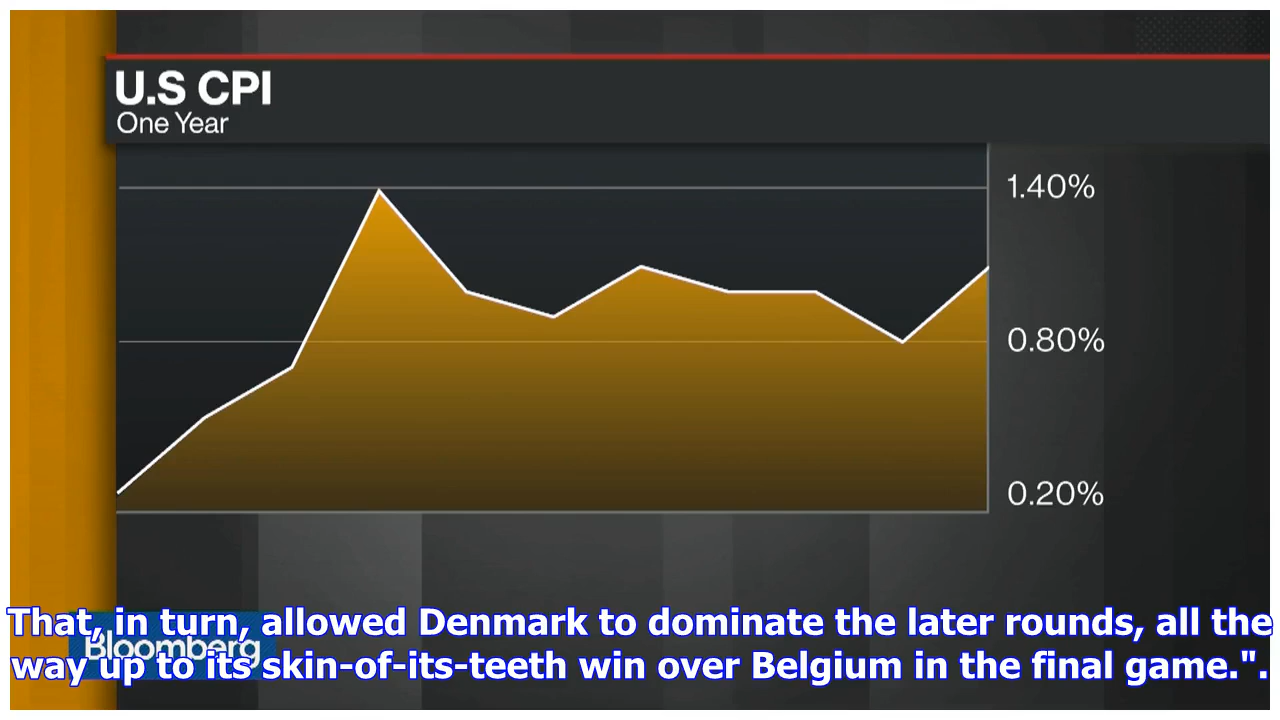 U.S CPI
One Year
1.40%
0.80%
0.20%
Bloomberg
That, in turn, allowed Denmark to dominate the later rounds, all the
way up to its skin-of-its-teeth win over Belgium in the final game.".